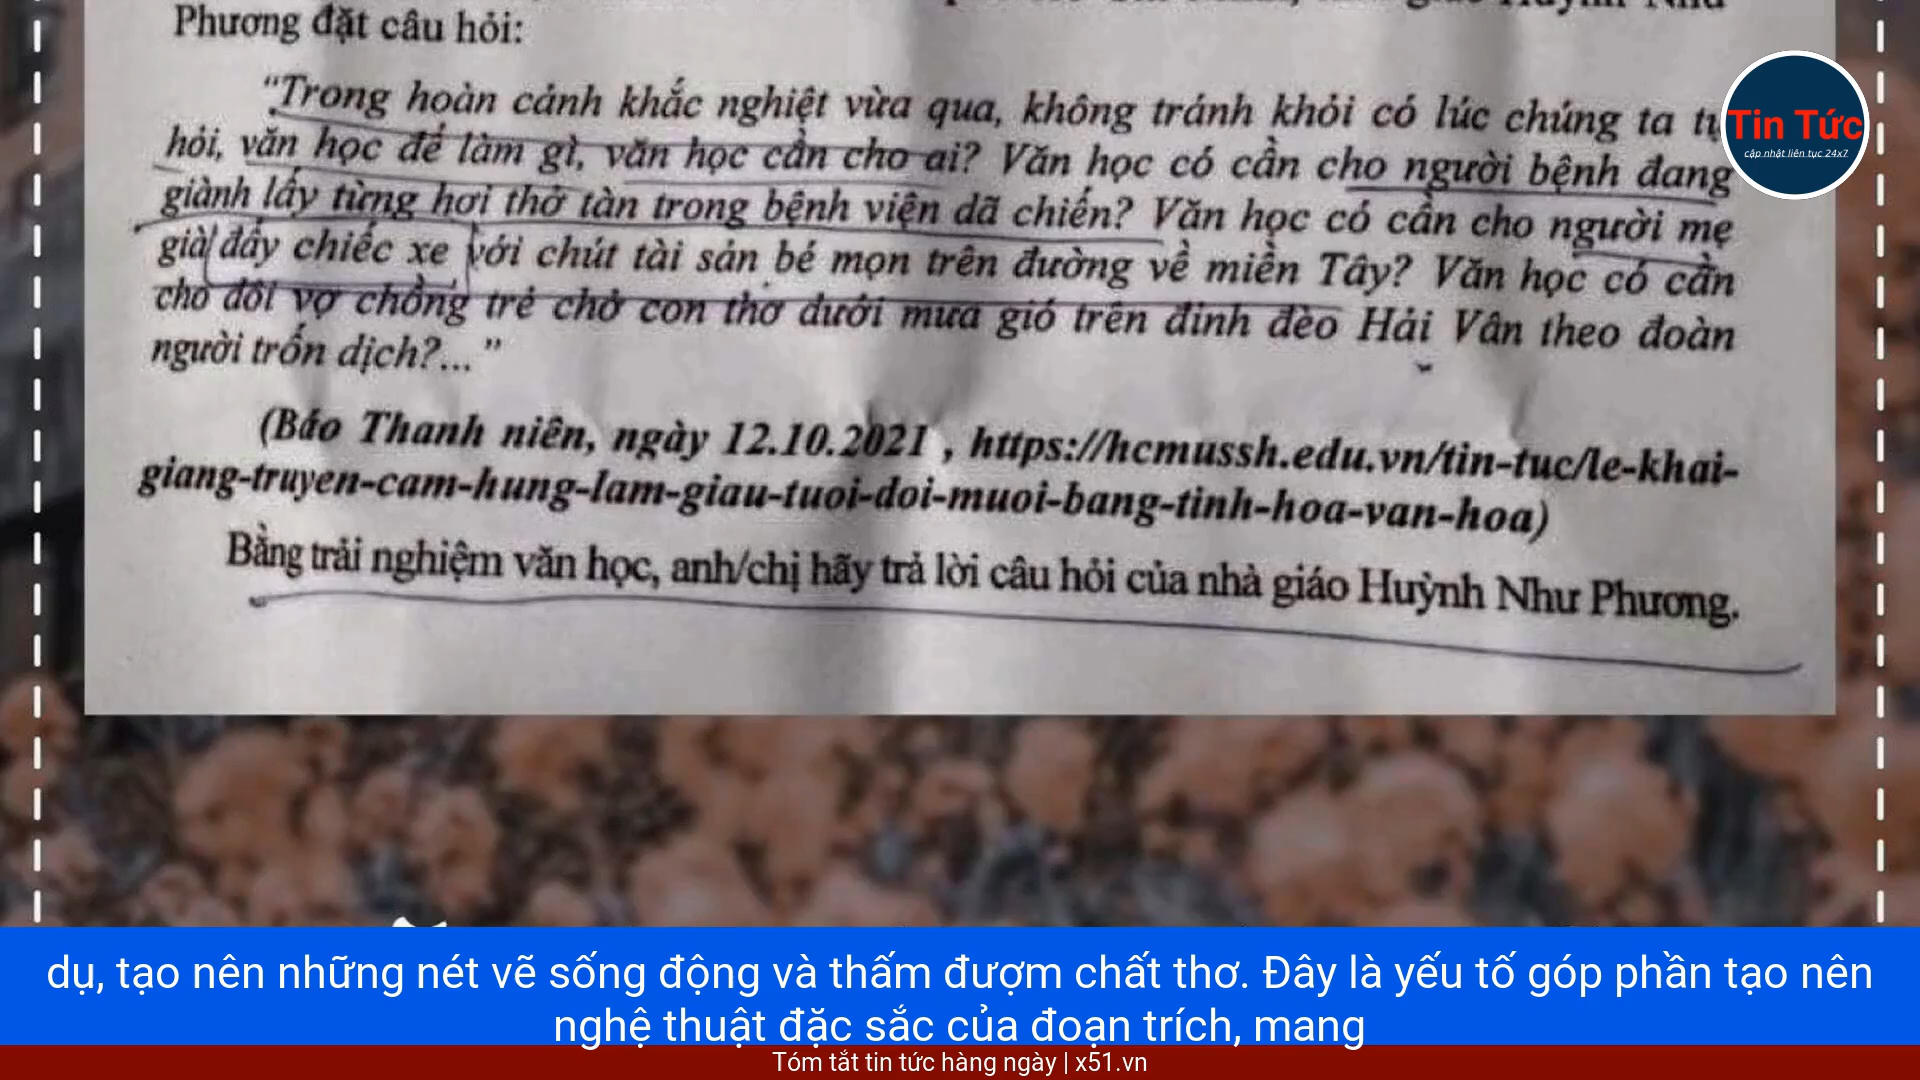 Phương đặt câu hỏi:
“Trong hoàn cảnh khắc nghiệt vừa qua, không tránh khỏi có lúc chúng ta tự
hỏi, văn học để làm gì, văn học cần cho ai? Văn học có cần cho người bệnh đang
giành lấy từng hơi thở tàn trong bệnh viện dã chiến? Văn học có cần cho người mẹ
già đẩy chiếc xe với chút tài sản bé mọn trên đường về miền Tây? Văn học có cần
cho đôi vợ chồng trẻ chở con thơ dưới mưa gió trên đỉnh đèo Hải Vân theo đoàn
người trốn dịch?...”
(Báo Thanh niên, ngày 12.10.2021 , https://hcmussh.edu.vn/tin-tuc/le-khai-
giang-truyen-cam-hung-lam-giau-tuoi-doi-muoi-bang-tinh-hoa-van-hoa)
Bằng trải nghiệm văn học, anh/chị hãy trả lời câu hỏi của nhà giáo Huỳnh Như Phương.
Tin Tức
cập nhật liên tục 24x7
dụ, tạo nên những nét vẽ sống động và thấm đượm chất thơ. Đây là yếu tố góp phần tạo nên
nghệ thuật đặc sắc của đoạn trích, mang
Tóm tắt tin tức hàng ngày | x51.vn